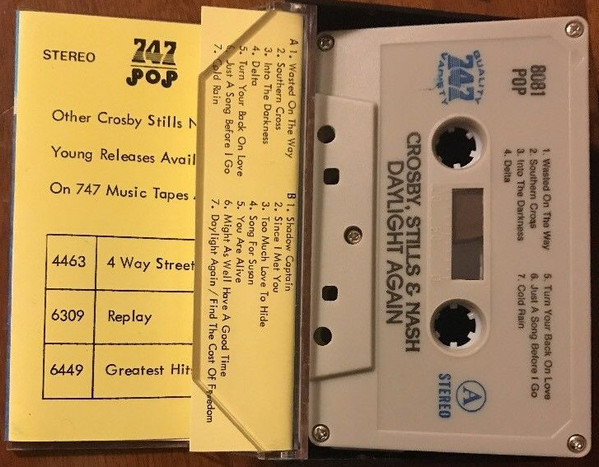 STEREO
747
POP
Other Crosby Stills N
Young Releases Avail
On 747 Music Tapes
4463 4 Way Street
6309 Replay
6449 Greatest Hit
A 1. Wasted On The Way
2. Southern Cross
3. Into The Darkness
4. Delta
5. Turn Your Back On Love
6. Just A Song Before I Go
7. Cold Rain
B 1. Shadow Captain
2. Since I Met You
3. Too Much Love To Hide
4. Song For Susan
5. You Are Alive
6. Might As Well Have A Good Time
7. Daylight Again / Find The Cost Of Freedom
QUALITY
747
VARIETY
8081
POP
1. Wasted On The Way
2. Southern Cross
3. Into The Darkness
4. Delta
5. Turn Your Back On Love
6. Just A Song Before I Go
7. Cold Rain
CROSBY, STILLS & NASH
DAYLIGHT AGAIN
A
STEREO